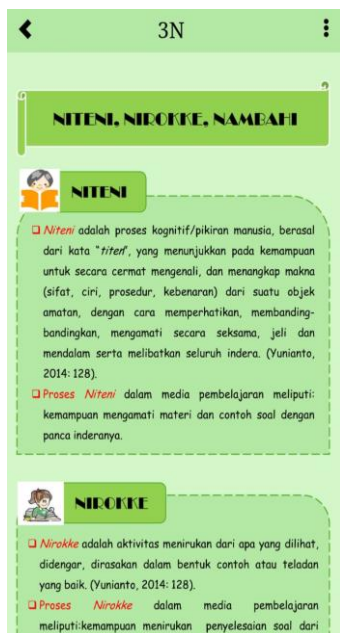 3N
NITENI, NIROKKE, NAMBAHI
NITENI
Niteni adalah proses kognitif/pikiran manusia, berasal
dari kata "titen", yang menunjukkan pada kemampuan
untuk secara cermat mengenali, dan menangkap makna
(sifat, ciri, prosedur, kebenaran) dari suatu objek
amatan, dengan cara memperhatikan, membanding-
bandingkan, mengamati secara seksama, jeli dan
mendalam serta melibatkan seluruh indera. (Yunianto,
2014: 128).
Proses Niteni dalam media pembelajaran meliputi:
kemampuan mengamati materi dan contoh soal dengan
panca inderanya.
NIROKKE
Nirokke adalah aktivitas menirukan dari apa yang dilihat,
didengar, dirasakan dalam bentuk contoh atau teladan
yang baik. (Yunianto, 2014: 128).
Proses Nirokke dalam media pembelajaran
meliputi:kemampuan menirukan penyelesaian soal dari